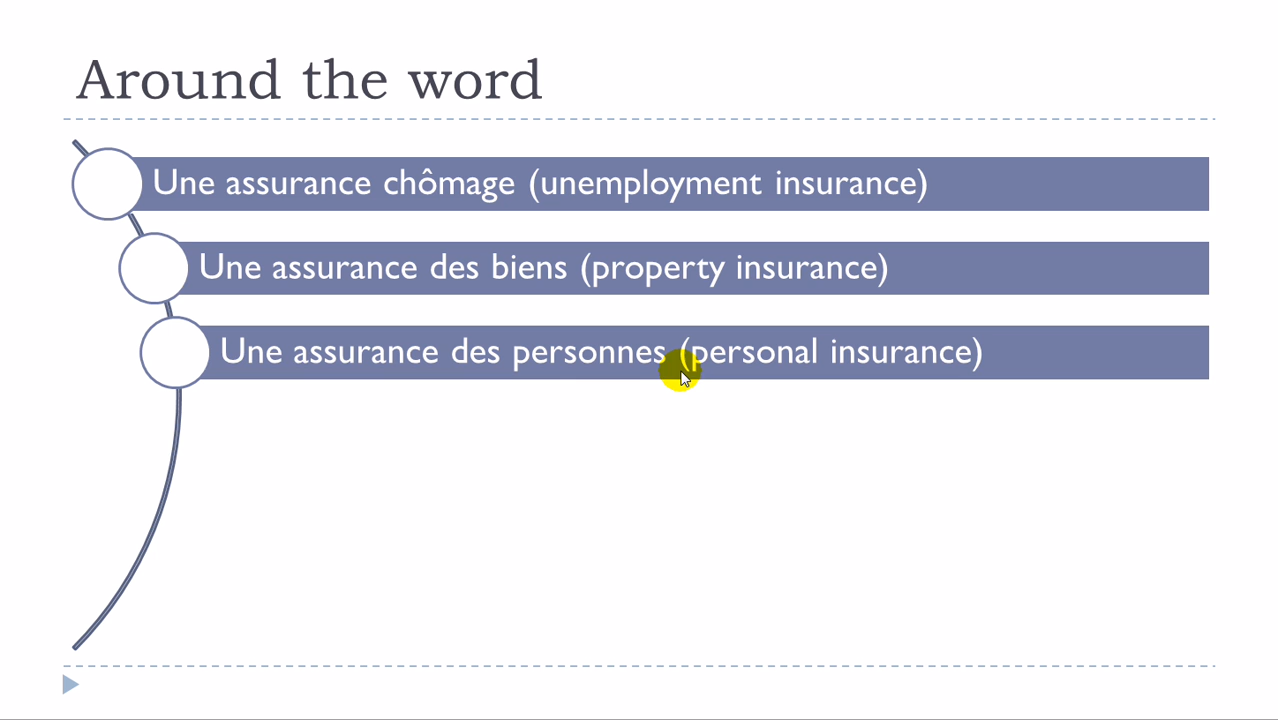 Around the word
Une assurance chômage (unemployment insurance)
Une assurance des biens (property insurance)
Une assurance des personnes (personal insurance)